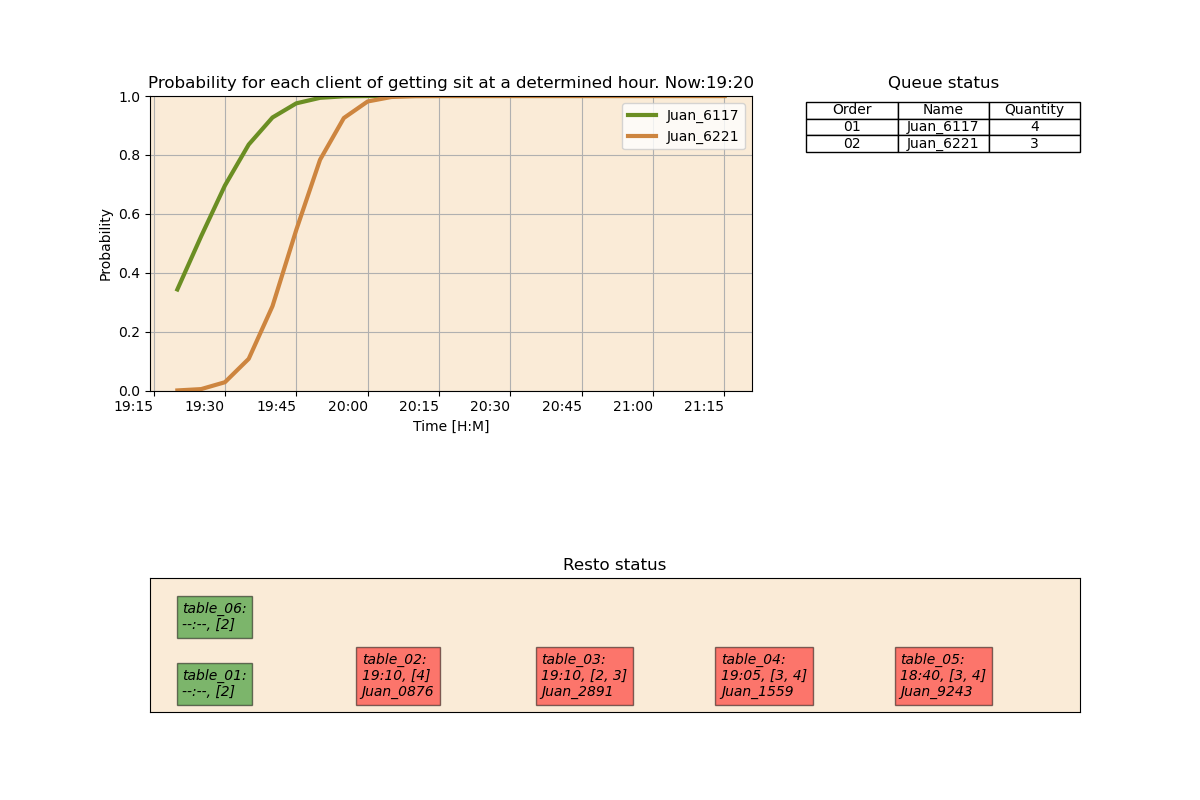 Probability for each client of getting sit at a determined hour. Now:19:20
Probability
1.0
0.8
0.6
0.4
0.2
0.0
Juan_6117
Juan_6221
19:15 19:30 19:45 20:00 20:15 20:30 20:45 21:00 21:15
Time [H:M]
Queue status
Order Name Quantity
01 Juan_6117 4
02 Juan_6221 3
Resto status
table_06:
--:--, [2]
table_01:
--:--, [2]
table_02:
19:10, [4]
Juan_0876
table_03:
19:10, [2, 3]
Juan_2891
table_04:
19:05, [3, 4]
Juan_1559
table_05:
18:40, [3, 4]
Juan_9243